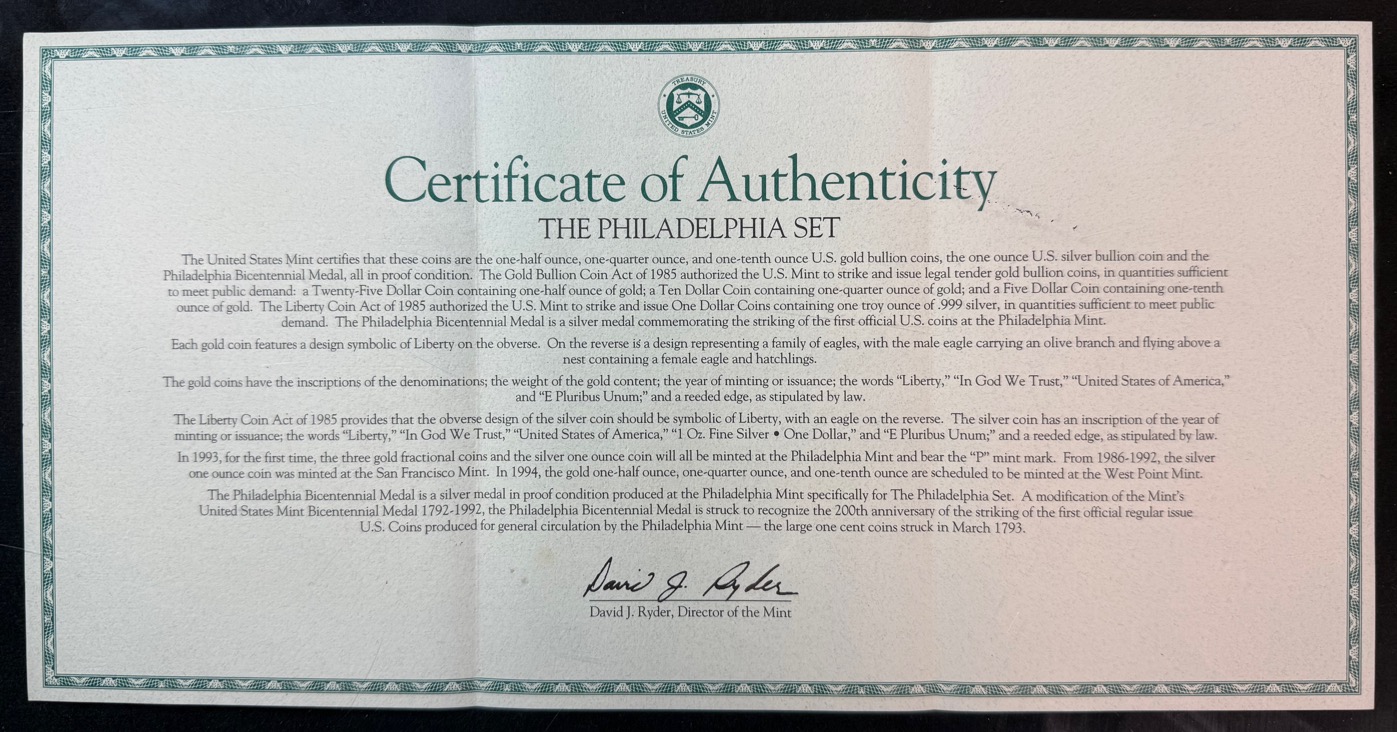 TREASURY
UNITED STATES MINT
Certificate of Authenticity
THE PHILADELPHIA SET
The United States Mint certifies that these coins are the one-half ounce, one-quarter ounce, and one-tenth ounce U.S. gold bullion coins, the one ounce U.S. silver bullion coin and the
Philadelphia Bicentennial Medal, all in proof condition. The Gold Bullion Coin Act of 1985 authorized the U.S. Mint to strike and issue legal tender gold bullion coins, in quantities sufficient
to meet public demand: a Twenty-Five Dollar Coin containing one-half ounce of gold; a Ten Dollar Coin containing one-quarter ounce of gold; and a Five Dollar Coin containing one-tenth
ounce of gold. The Liberty Coin Act of 1985 authorized the U.S. Mint to strike and issue One Dollar Coins containing one troy ounce of .999 silver, in quantities sufficient to meet public
demand. The Philadelphia Bicentennial Medal is a silver medal commemorating the striking of the first official U.S. coins at the Philadelphia Mint.
Each gold coin features a design symbolic of Liberty on the obverse. On the reverse is a design representing a family of eagles, with the male eagle carrying an olive branch and flying above a
nest containing a female eagle and hatchlings.
The gold coins have the inscriptions of the denominations; the weight of the gold content; the year of minting or issuance; the words “Liberty,” “In God We Trust,” “United States of America,”
and “E Pluribus Unum;” and a reeded edge, as stipulated by law.
The Liberty Coin Act of 1985 provides that the obverse design of the silver coin should be symbolic of Liberty, with an eagle on the reverse. The silver coin has an inscription of the year of
minting or issuance; the words “Liberty,” “In God We Trust,” “United States of America,” “1 Oz. Fine Silver • One Dollar,” and “E Pluribus Unum;” and a reeded edge, as stipulated by law.
In 1993, for the first time, the three gold fractional coins and the silver one ounce coin will all be minted at the Philadelphia Mint and bear the “P” mint mark. From 1986-1992, the silver
one ounce coin was minted at the San Francisco Mint. In 1994, the gold one-half ounce, one-quarter ounce, and one-tenth ounce are scheduled to be minted at the West Point Mint.
The Philadelphia Bicentennial Medal is a silver medal in proof condition produced at the Philadelphia Mint specifically for The Philadelphia Set. A modification of the Mint’s
United States Mint Bicentennial Medal 1792-1992, the Philadelphia Bicentennial Medal is struck to recognize the 200th anniversary of the striking of the first official regular issue
U.S. Coins produced for general circulation by the Philadelphia Mint — the large one cent coins struck in March 1793.
David J. Ryder
David J. Ryder, Director of the Mint